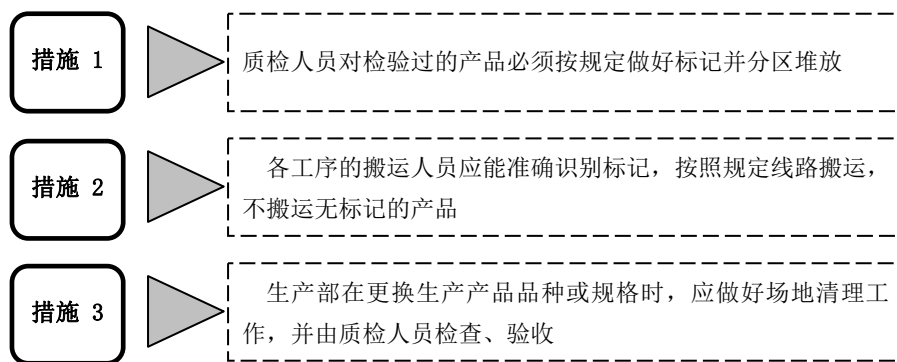 措施 1
质检人员对检验过的产品必须按规定做好标记并分区堆放
措施 2
各工序的搬运人员应能准确识别标记，按照规定线路搬运，
不搬运无标记的产品
措施 3
生产部在更换生产产品品种或规格时，应做好场地清理工
作，并由质检人员检查、验收